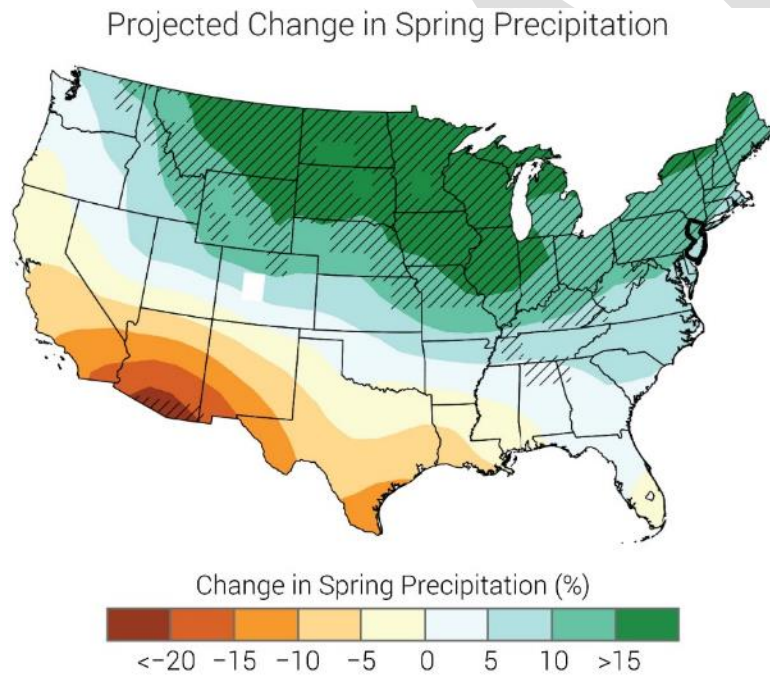 Projected Change in Spring Precipitation
Change in Spring Precipitation (%)
<−20 −15 −10 −5 0 5 10 >15